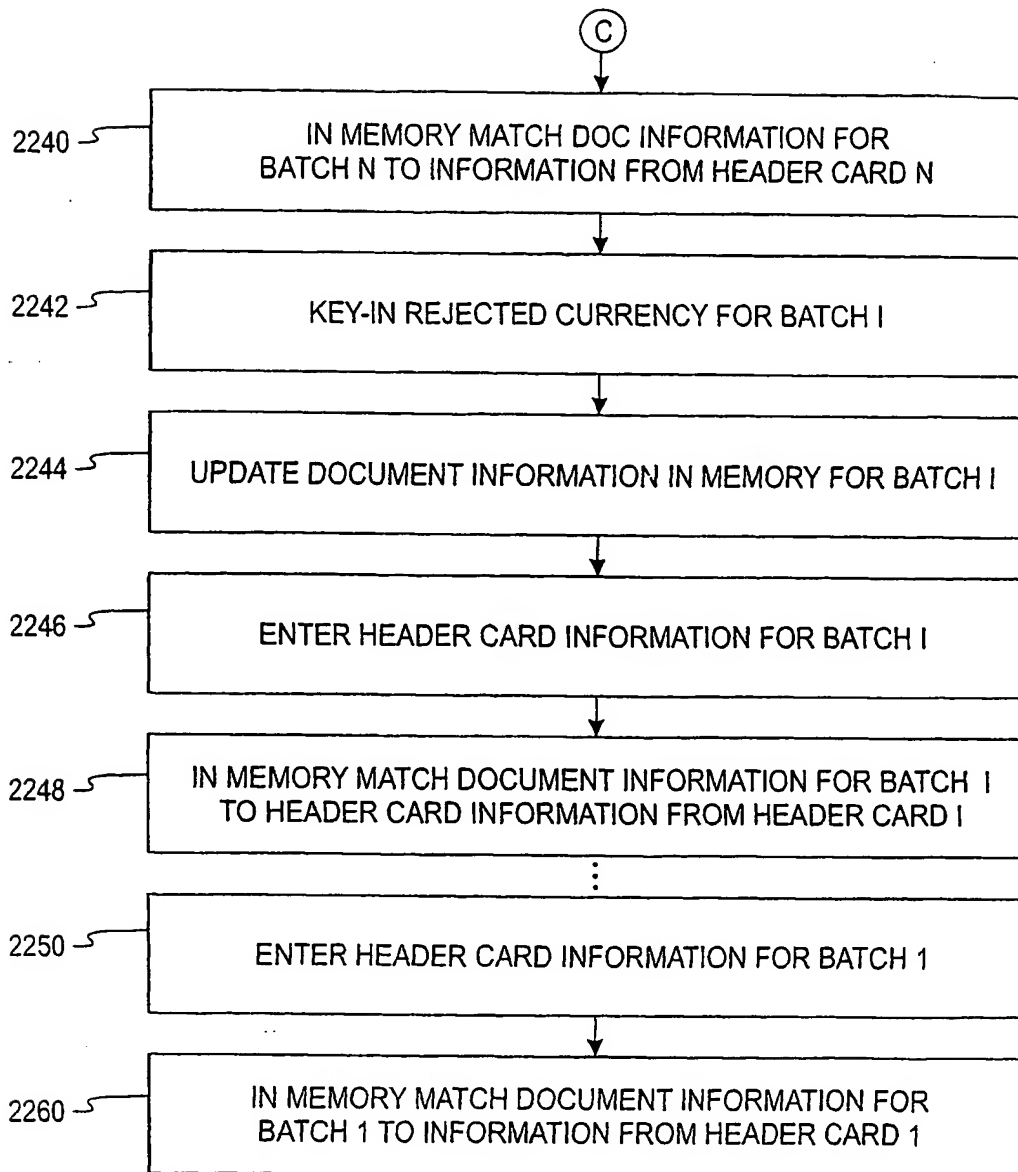 C
2240
IN MEMORY MATCH DOC INFORMATION FOR
BATCH N TO INFORMATION FROM HEADER CARD N
2242
KEY-IN REJECTED CURRENCY FOR BATCH I
2244
UPDATE DOCUMENT INFORMATION IN MEMORY FOR BATCH I
2246
ENTER HEADER CARD INFORMATION FOR BATCH I
2248
IN MEMORY MATCH DOCUMENT INFORMATION FOR BATCH I
TO HEADER CARD INFORMATION FROM HEADER CARD I
2250
ENTER HEADER CARD INFORMATION FOR BATCH 1
2260
IN MEMORY MATCH DOCUMENT INFORMATION FOR
BATCH 1 TO INFORMATION FROM HEADER CARD 1